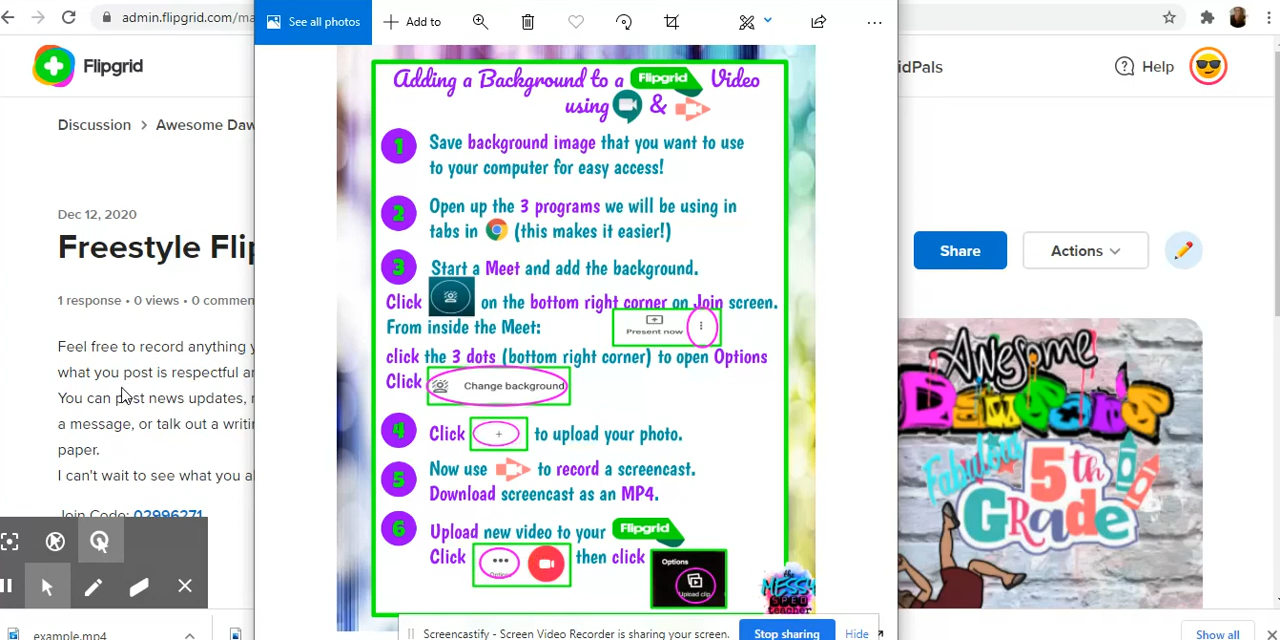 admin.flipgrid.com/ma
See all photos
Add to
Flipgrid
idPals
Help
Discussion > Awesome Daw
Dec 12, 2020
Freestyle Flip
1 response • 0 views • 0 commen
Feel free to record anything y
what you post is respectful an
You can post news updates, r
a message, or talk out a writin
paper.
I can't wait to see what you al
Join Code: 02996271
Adding a Background to a Flipgrid Video
using &
1 Save background image that you want to use
to your computer for easy access!
2 Open up the 3 programs we will be using in
tabs in (this makes it easier!)
3 Start a Meet and add the background.
Click on the bottom right corner on Join screen.
From inside the Meet: Present now
click the 3 dots (bottom right corner) to open Options
Click Change background
4 Click + to upload your photo.
5 Now use to record a screencast.
Download screencast as an MP4.
6 Upload new video to your Flipgrid
Click Options then click Options
Upload clip
the
MESSY
SPED
teacher
Share
Actions
Awesome
Dawson's
Fabulous
5th
GRADE
example.mp4
Screencastify - Screen Video Recorder is sharing your screen.
Stop sharing
Hide
Show all